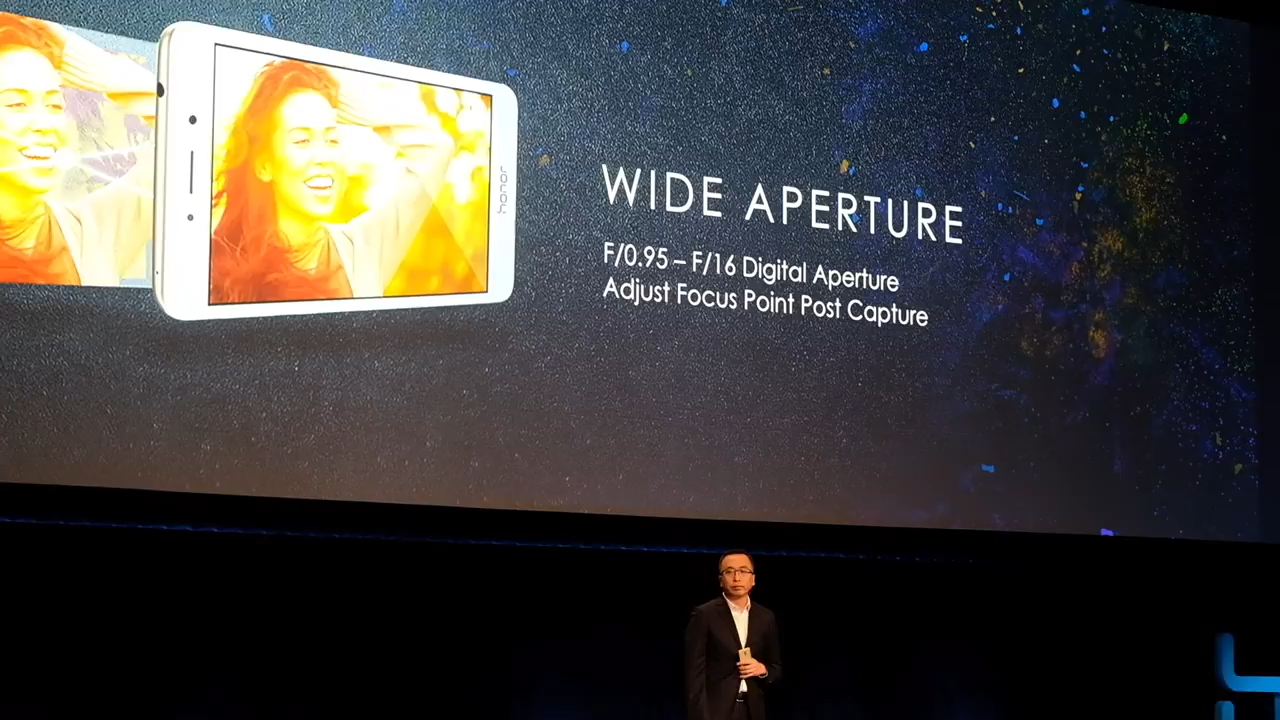 honor
WIDE APERTURE
F/0.95 – F/16 Digital Aperture
Adjust Focus Point Post Capture